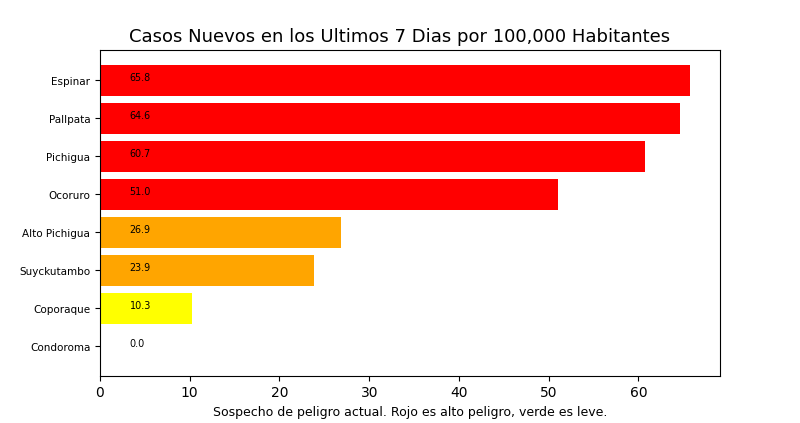 Casos Nuevos en los Ultimos 7 Dias por 100,000 Habitantes
Espinar 65.8
Pallpata 64.6
Pichigua 60.7
Ocoruro 51.0
Alto Pichigua 26.9
Suyckutambo 23.9
Coporaque 10.3
Condoroma 0.0
0 10 20 30 40 50 60
Sospecho de peligro actual. Rojo es alto peligro, verde es leve.